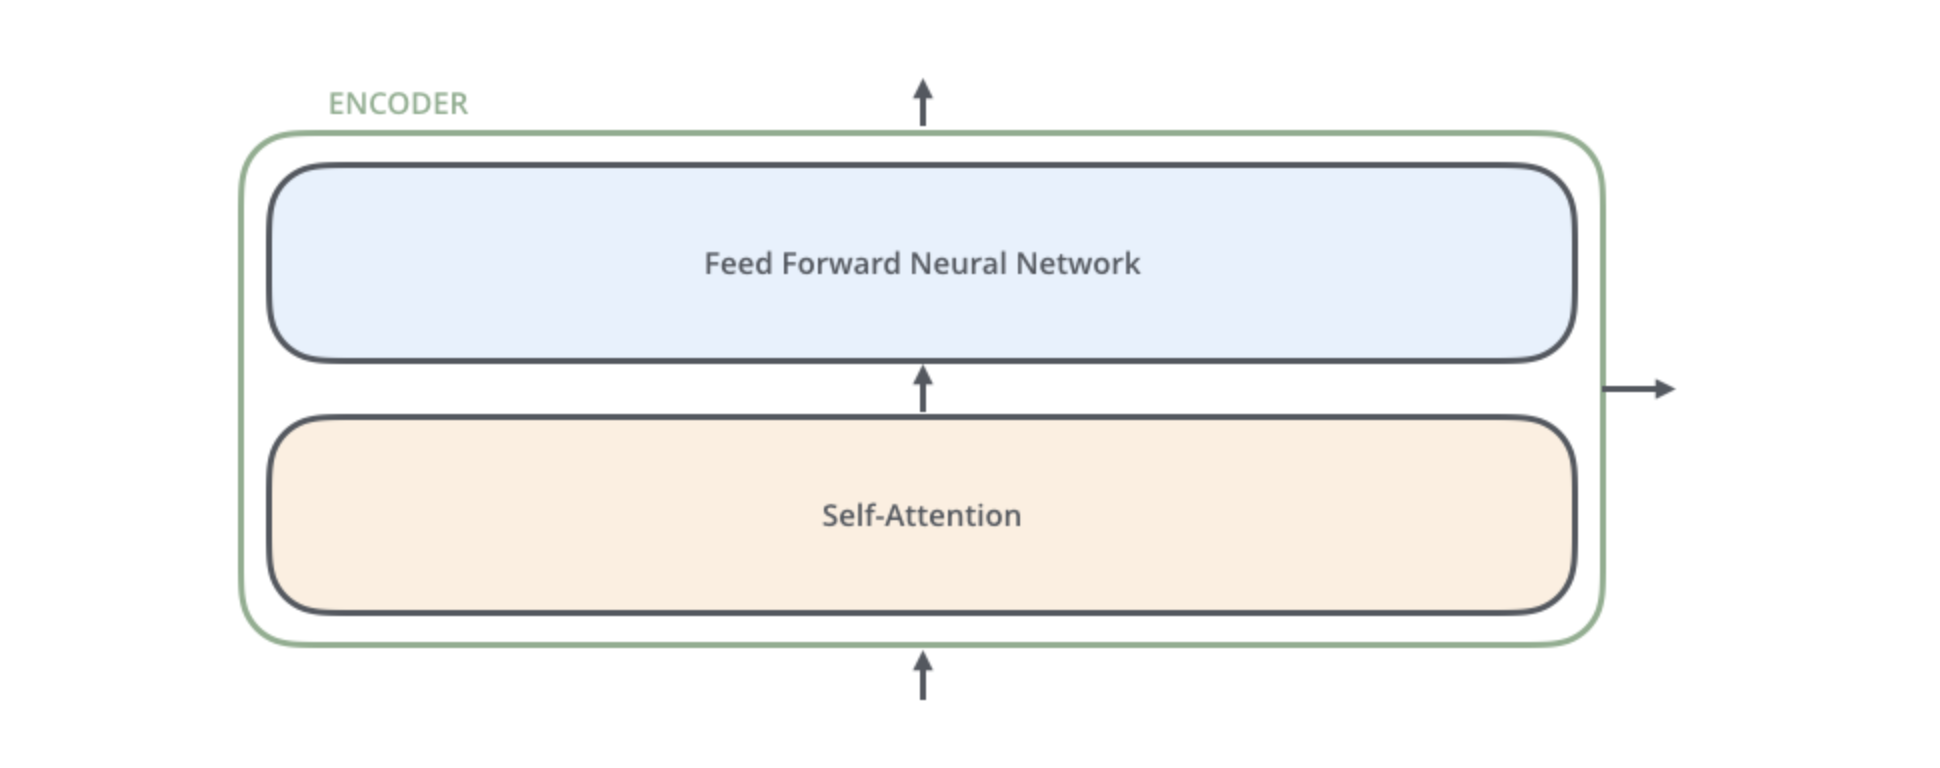 ENCODER
Feed Forward Neural Network
Self-Attention